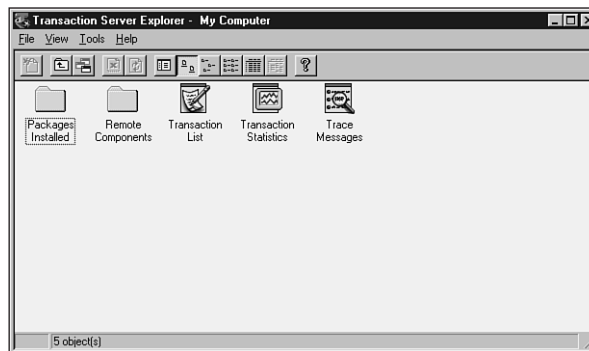 Transaction Server Explorer - My Computer
File View Tools Help
Packages Installed
Remote Components
Transaction List
Transaction Statistics
Trace Messages
5 object(s)